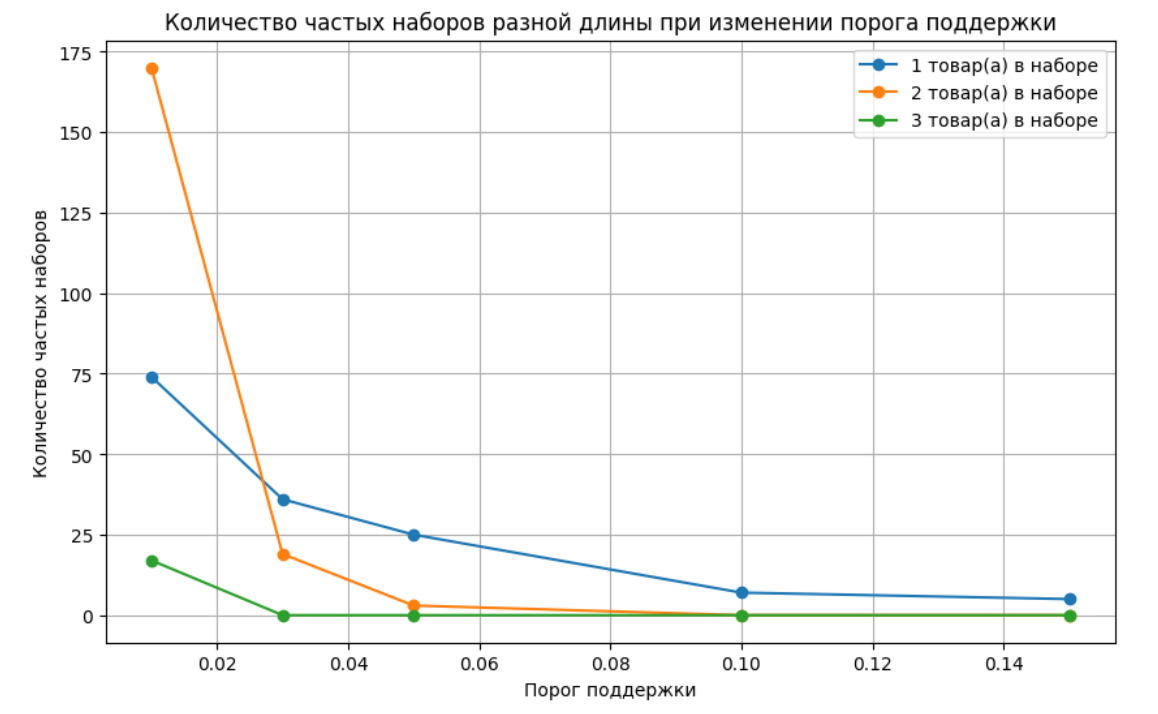 Количество частых наборов разной длины при изменении порога поддержки
175
150
125
100
75
50
25
0
Количество частых наборов
1 товар(а) в наборе
2 товар(а) в наборе
3 товар(а) в наборе
0.02
0.04
0.06
0.08
0.10
0.12
0.14
Порог поддержки